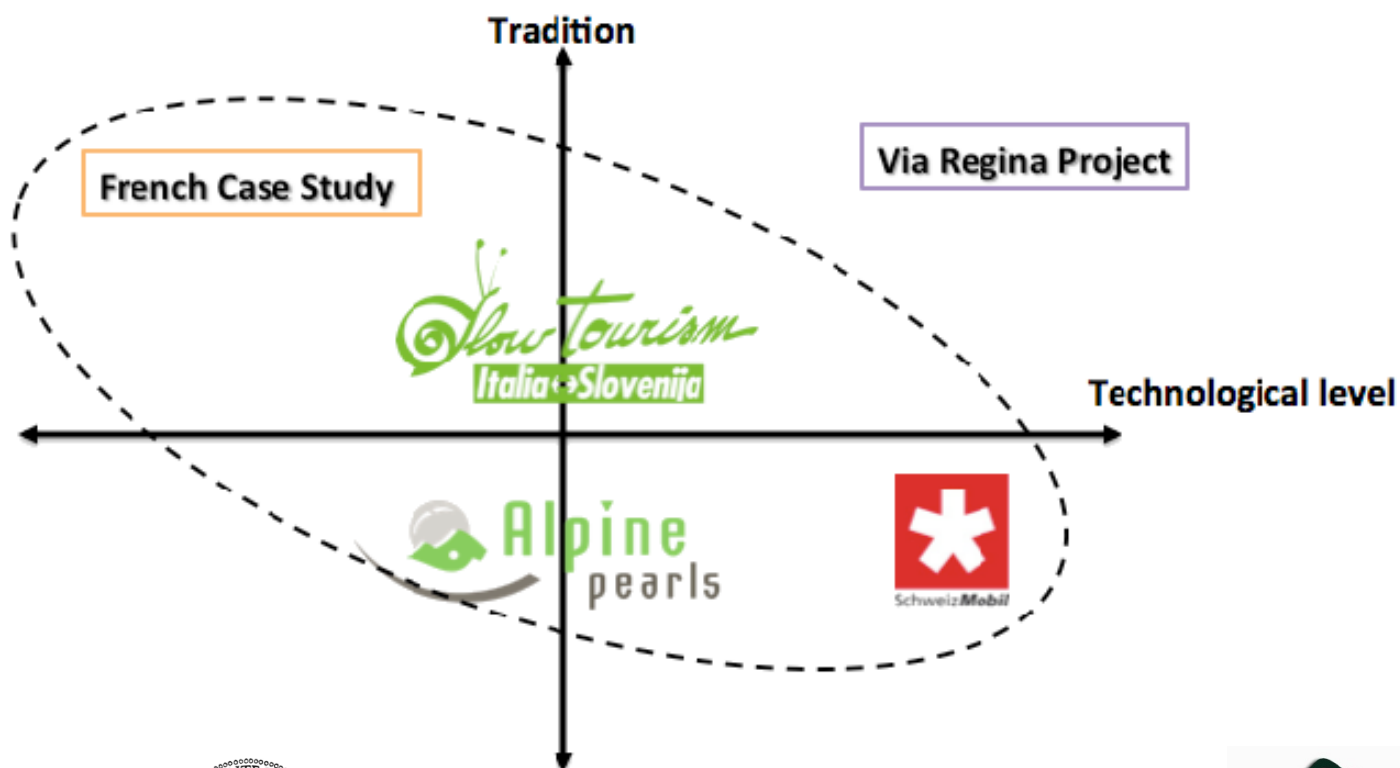 Tradition
Via Regina Project
French Case Study
Slow Tourism
Italia↔Slovenija
Technological level
Alpine
pearls
SchweizMobil